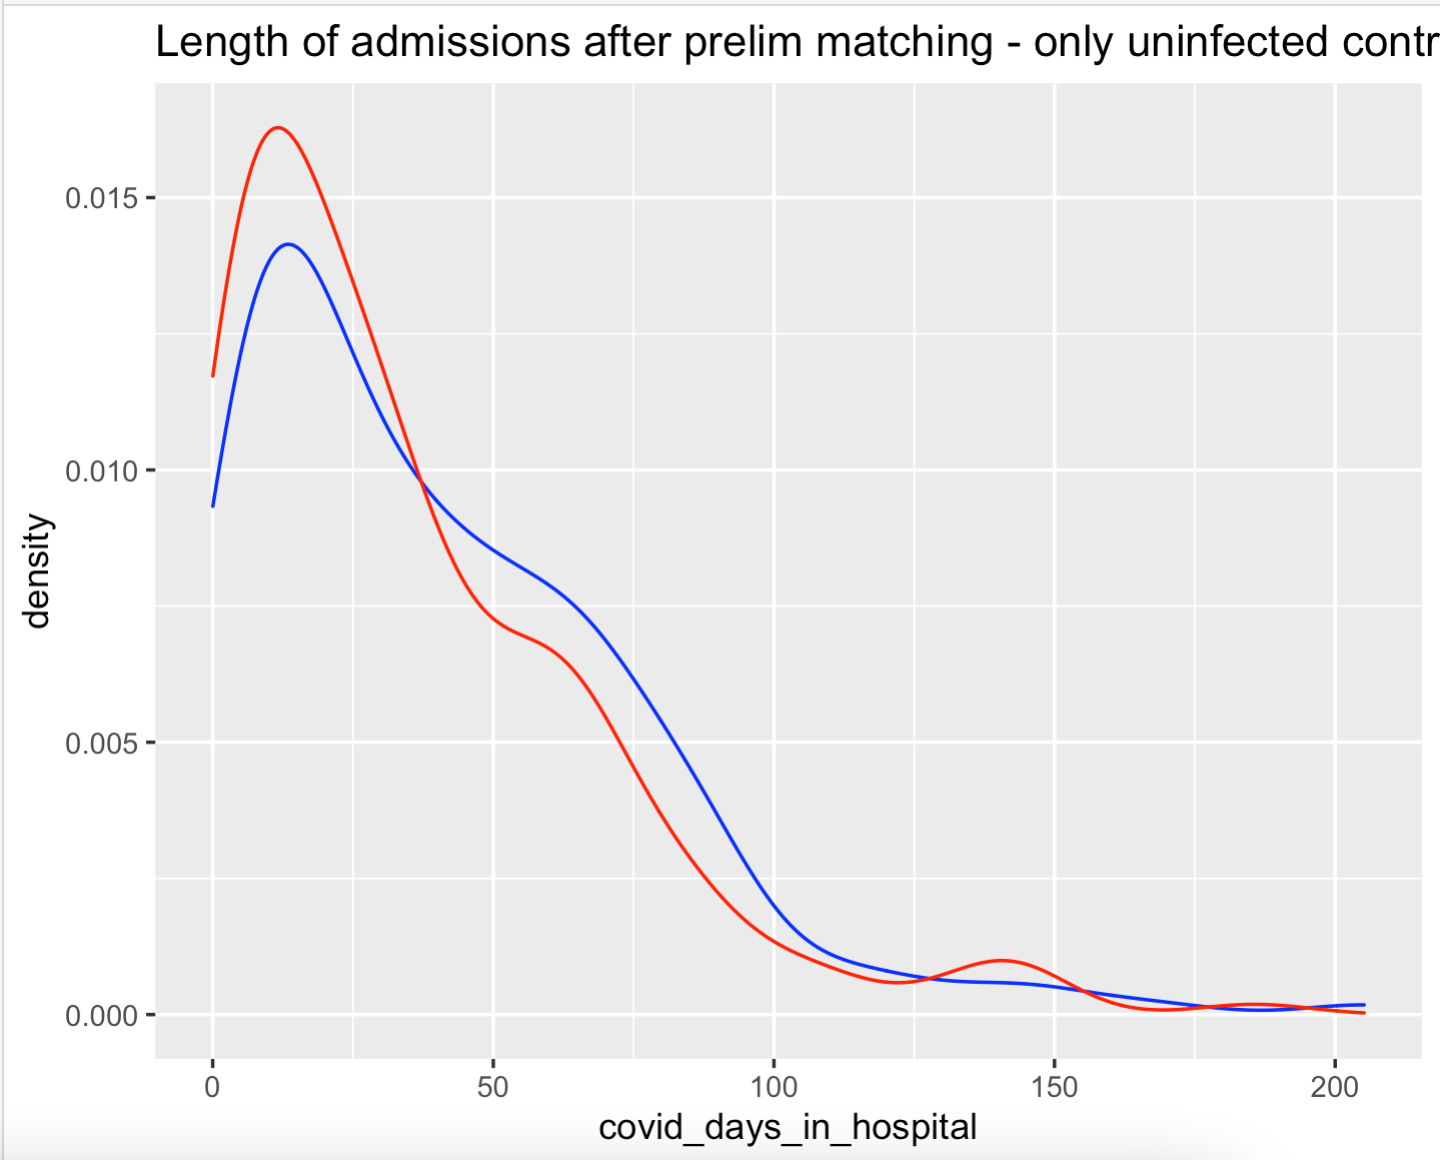 Length of admissions after prelim matching - only uninfected contr
0.015
0.010
0.005
0.000
density
0 50 100 150 200
covid_days_in_hospital